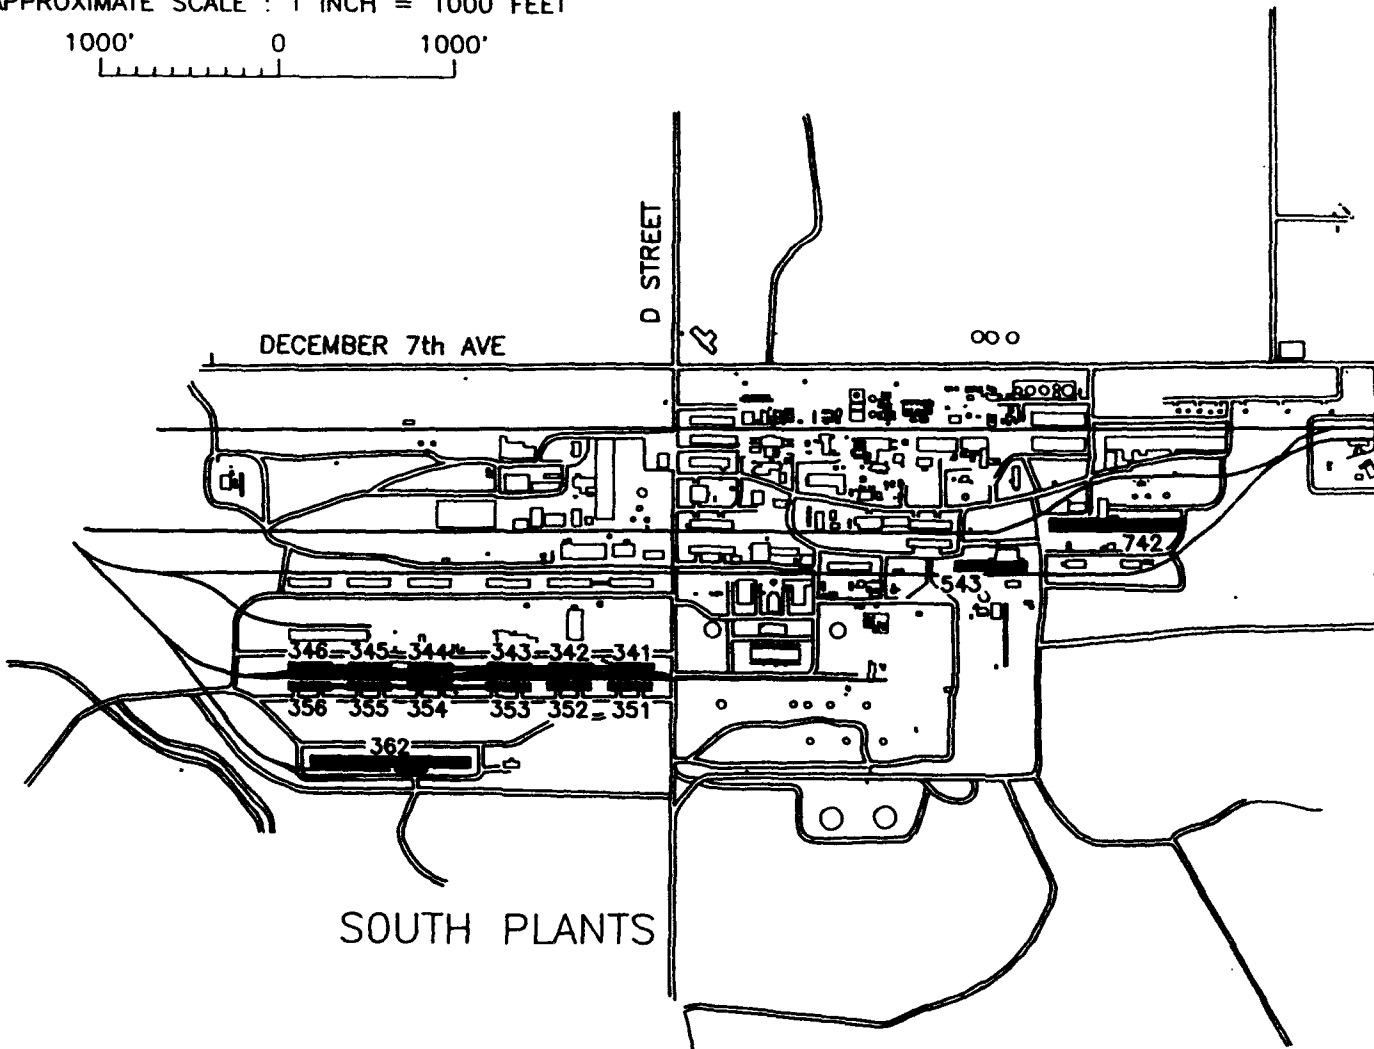 APPROXIMATE SCALE : 1 INCH = 1000 FEET
1000' 0 1000'
D STREET
DECEMBER 7th AVE
742
543
346 345 344 343 342 341
356 355 354 353 352 351
362
SOUTH PLANTS